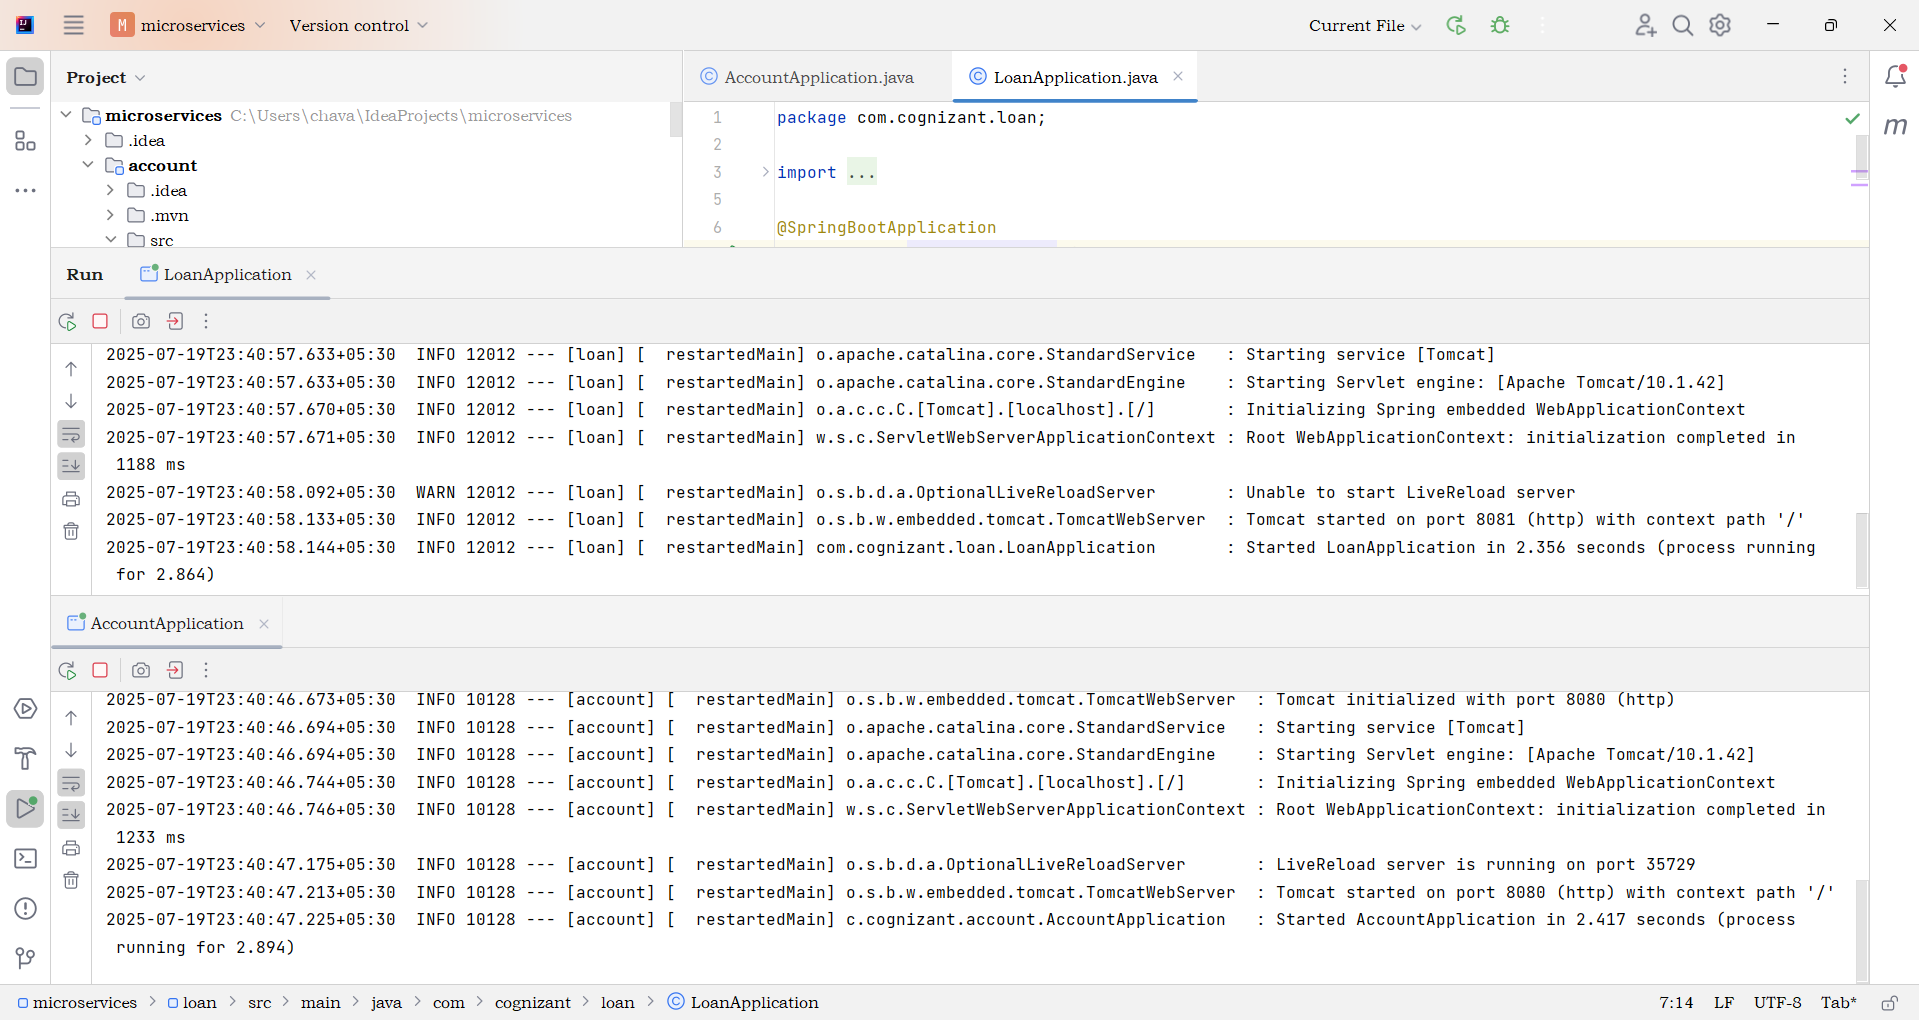 M microservices Version control Current File
Project
AccountApplication.java LoanApplication.java
microservices C:\Users\chava\IdeaProjects\microservices
.idea
account
.idea
.mvn
src
1 package com.cognizant.loan;
2
3 import ...
5
6 @SpringBootApplication
m
Run LoanApplication
2025-07-19T23:40:57.633+05:30  INFO 12012 --- [loan] [  restartedMain] o.apache.catalina.core.StandardService   : Starting service [Tomcat]
2025-07-19T23:40:57.633+05:30  INFO 12012 --- [loan] [  restartedMain] o.apache.catalina.core.StandardEngine    : Starting Servlet engine: [Apache Tomcat/10.1.42]
2025-07-19T23:40:57.670+05:30  INFO 12012 --- [loan] [  restartedMain] o.a.c.c.C.[Tomcat].[localhost].[/]       : Initializing Spring embedded WebApplicationContext
2025-07-19T23:40:57.671+05:30  INFO 12012 --- [loan] [  restartedMain] w.s.c.ServletWebServerApplicationContext : Root WebApplicationContext: initialization completed in
1188 ms
2025-07-19T23:40:58.092+05:30  WARN 12012 --- [loan] [  restartedMain] o.s.b.d.a.OptionalLiveReloadServer       : Unable to start LiveReload server
2025-07-19T23:40:58.133+05:30  INFO 12012 --- [loan] [  restartedMain] o.s.b.w.embedded.tomcat.TomcatWebServer  : Tomcat started on port 8081 (http) with context path '/'
2025-07-19T23:40:58.144+05:30  INFO 12012 --- [loan] [  restartedMain] com.cognizant.loan.LoanApplication       : Started LoanApplication in 2.356 seconds (process running
for 2.864)
AccountApplication
2025-07-19T23:40:46.673+05:30  INFO 10128 --- [account] [  restartedMain] o.s.b.w.embedded.tomcat.TomcatWebServer  : Tomcat initialized with port 8080 (http)
2025-07-19T23:40:46.694+05:30  INFO 10128 --- [account] [  restartedMain] o.apache.catalina.core.StandardService   : Starting service [Tomcat]
2025-07-19T23:40:46.694+05:30  INFO 10128 --- [account] [  restartedMain] o.apache.catalina.core.StandardEngine    : Starting Servlet engine: [Apache Tomcat/10.1.42]
2025-07-19T23:40:46.744+05:30  INFO 10128 --- [account] [  restartedMain] o.a.c.c.C.[Tomcat].[localhost].[/]       : Initializing Spring embedded WebApplicationContext
2025-07-19T23:40:46.746+05:30  INFO 10128 --- [account] [  restartedMain] w.s.c.ServletWebServerApplicationContext : Root WebApplicationContext: initialization completed in
1233 ms
2025-07-19T23:40:47.175+05:30  INFO 10128 --- [account] [  restartedMain] o.s.b.d.a.OptionalLiveReloadServer       : LiveReload server is running on port 35729
2025-07-19T23:40:47.213+05:30  INFO 10128 --- [account] [  restartedMain] o.s.b.w.embedded.tomcat.TomcatWebServer  : Tomcat started on port 8080 (http) with context path '/'
2025-07-19T23:40:47.225+05:30  INFO 10128 --- [account] [  restartedMain] c.cognizant.account.AccountApplication   : Started AccountApplication in 2.417 seconds (process
running for 2.894)
microservices > loan > src > main > java > com > cognizant > loan > LoanApplication 7:14 LF UTF-8 Tab*